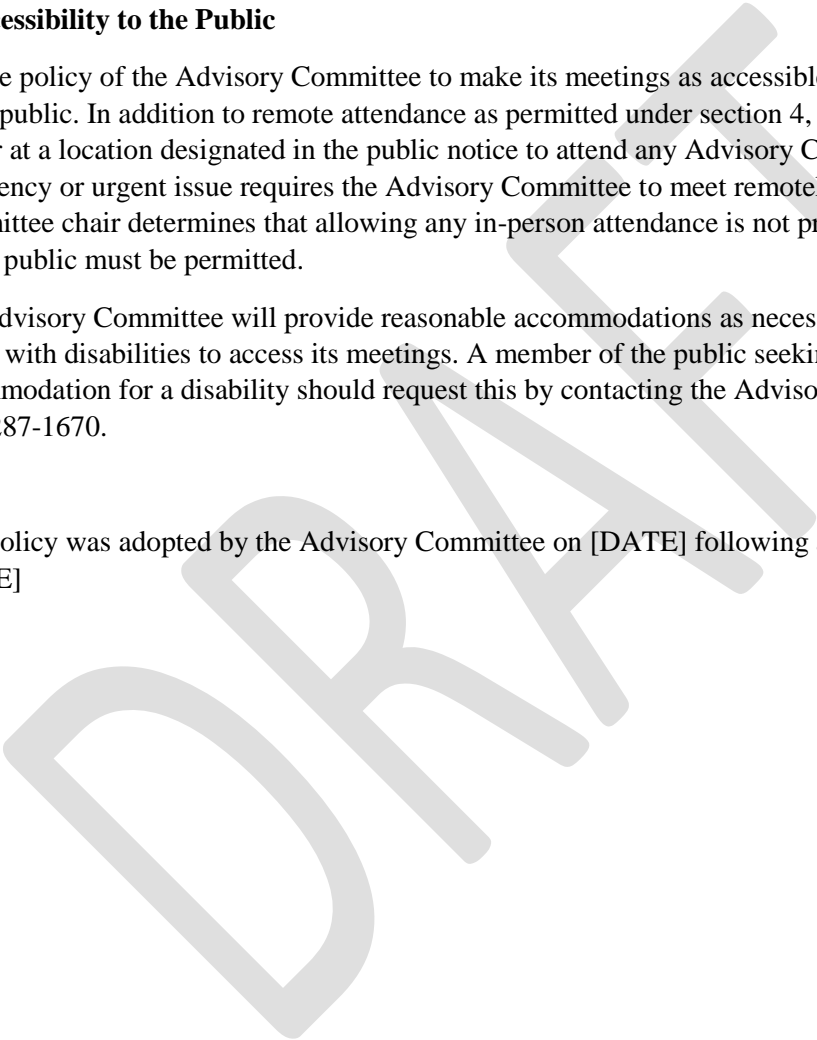 essibility to the Public
e policy of the Advisory Committee to make its meetings as accessible
public. In addition to remote attendance as permitted under section 4,
r at a location designated in the public notice to attend any Advisory C
ency or urgent issue requires the Advisory Committee to meet remotel
mittee chair determines that allowing any in-person attendance is not pr
public must be permitted.
dvisory Committee will provide reasonable accommodations as neces
with disabilities to access its meetings. A member of the public seekin
mmodation for a disability should request this by contacting the Adviso
287-1670.
olicy was adopted by the Advisory Committee on [DATE] following
E]
DRAFT